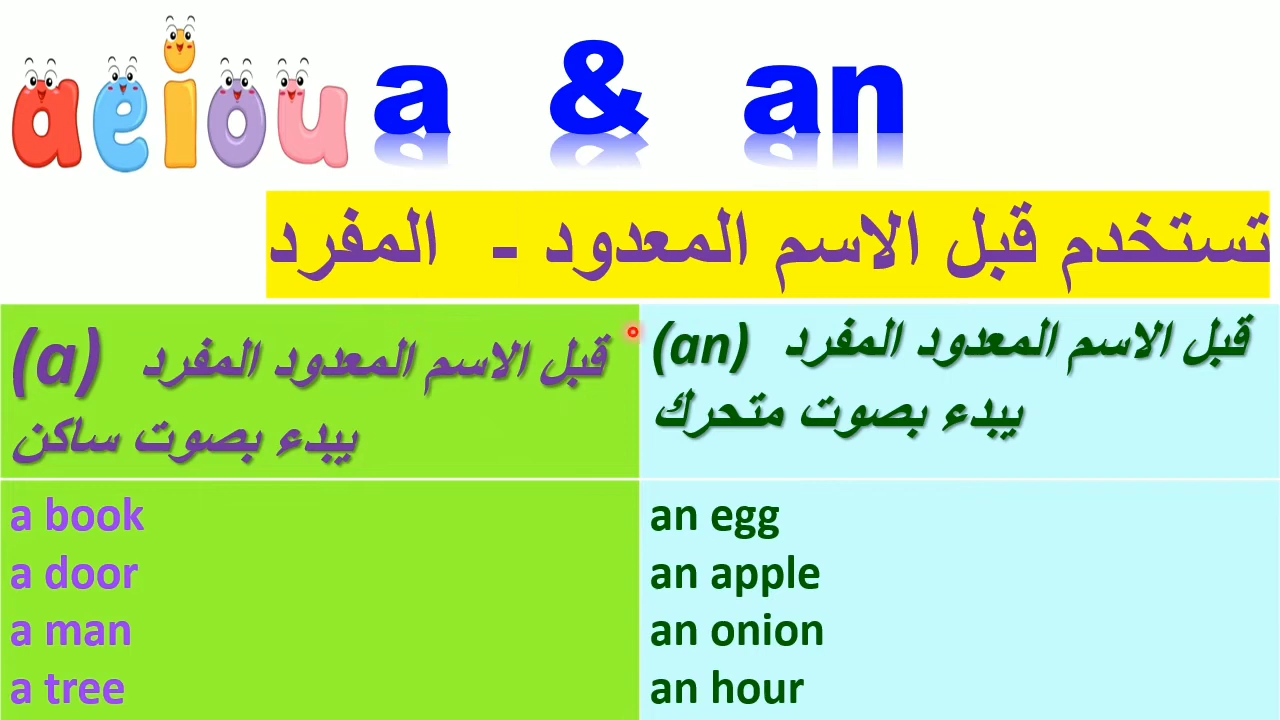 aeiou a & an
تستخدم قبل الاسم المعدود - المفرد
(a) قبل الاسم المعدود المفرد
يبدء بصوت ساكن
a book
a door
a man
a tree
(an) قبل الاسم المعدود المفرد
يبدء بصوت متحرك
an egg
an apple
an onion
an hour